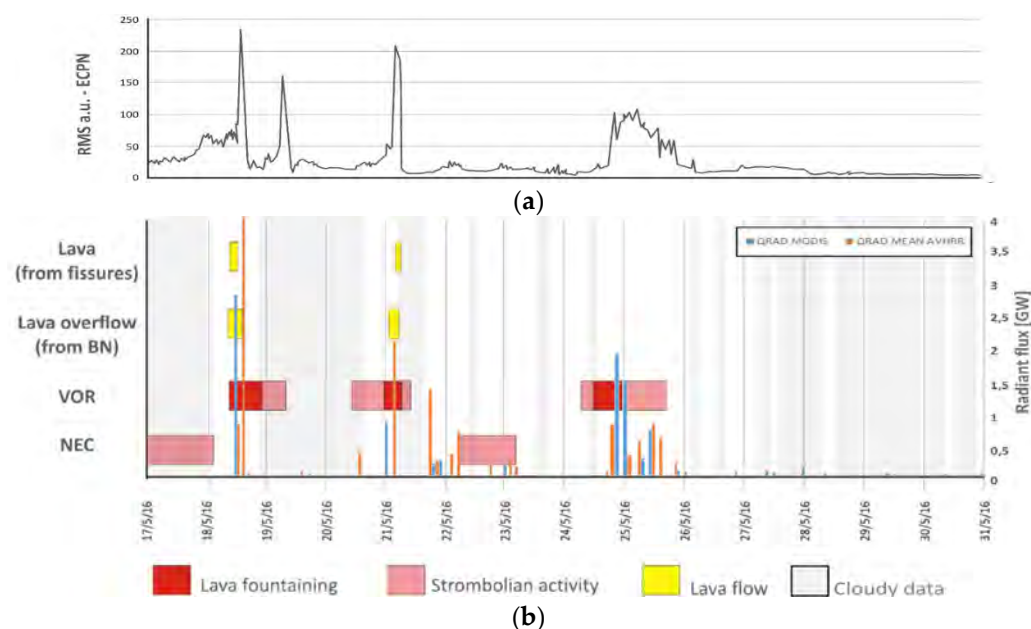 250
200
150
100
50
0
RMS a.u. - ECPN
(a)
Lava
(from fissures)
Lava overflow
(from BN)
VOR
NEC
QRAD MODIS
QRAD MEAN AVHRR
4
3,5
3
2,5
2
1,5
1
0,5
0
Radiant flux [GW]
17/5/16
18/5/16
19/5/16
20/5/16
21/5/16
22/5/16
23/5/16
24/5/16
25/5/16
26/5/16
27/5/16
28/5/16
29/5/16
30/5/16
31/5/16
Lava fountaining
Strombolian activity
Lava flow
Cloudy data
(b)